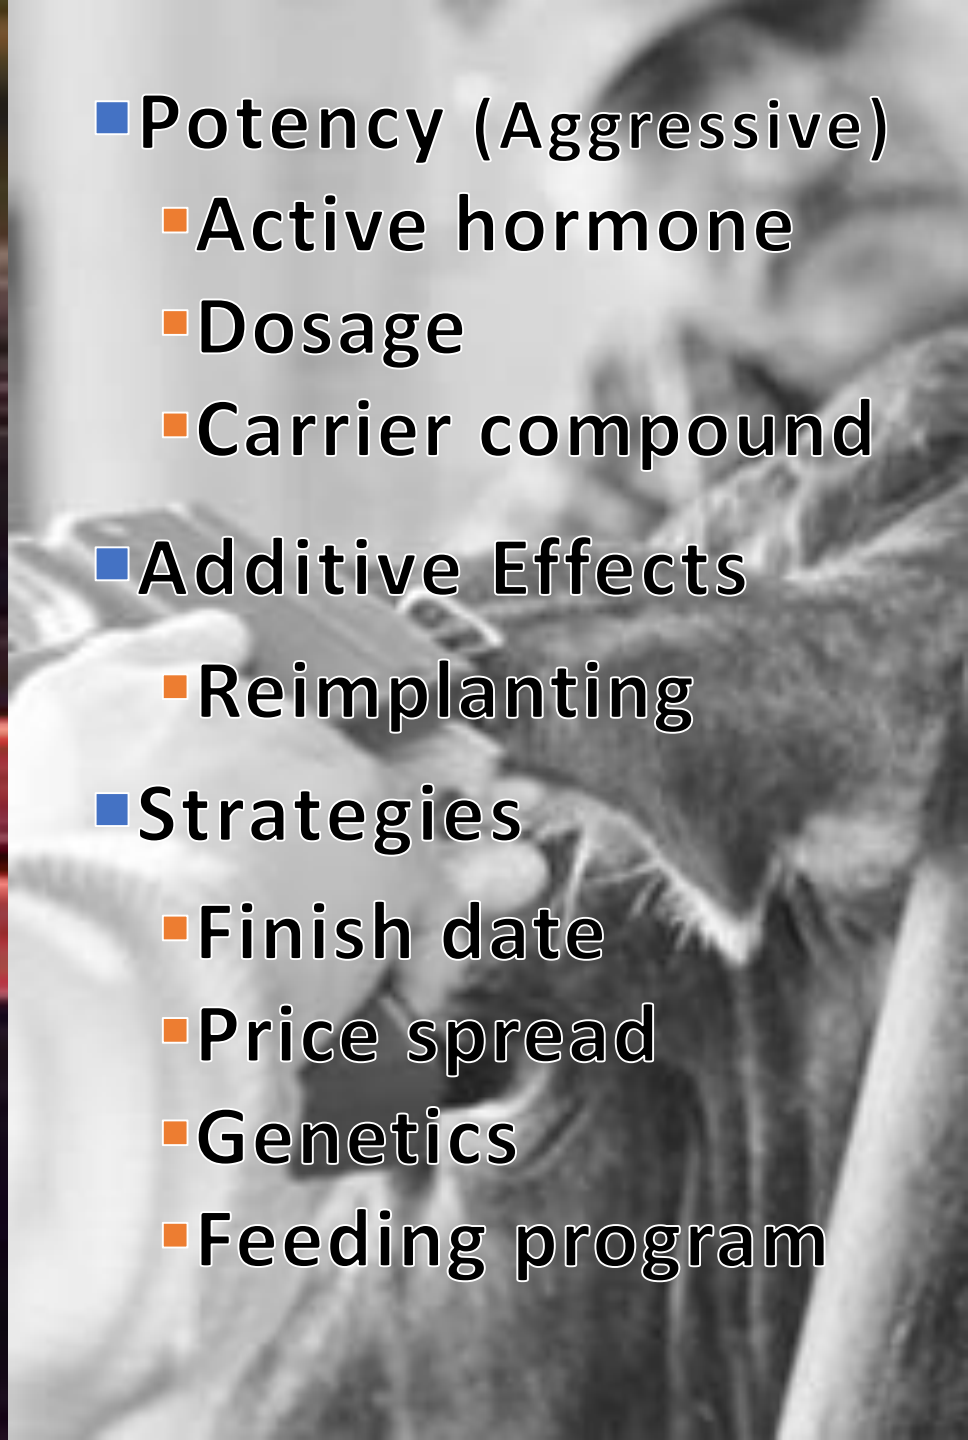 Potency (Aggressive)
Active hormone
Dosage
Carrier compound
Additive Effects
Reimplanting
Strategies
Finish date
Price spread
Genetics
Feeding program